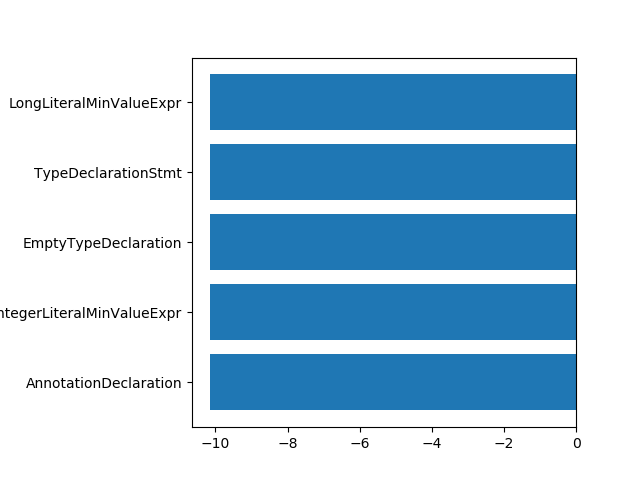 LongLiteralMinValueExpr
TypeDeclarationStmt
EmptyTypeDeclaration
ntegerLiteralMinValueExpr
AnnotationDeclaration
−10 −8 −6 −4 −2 0